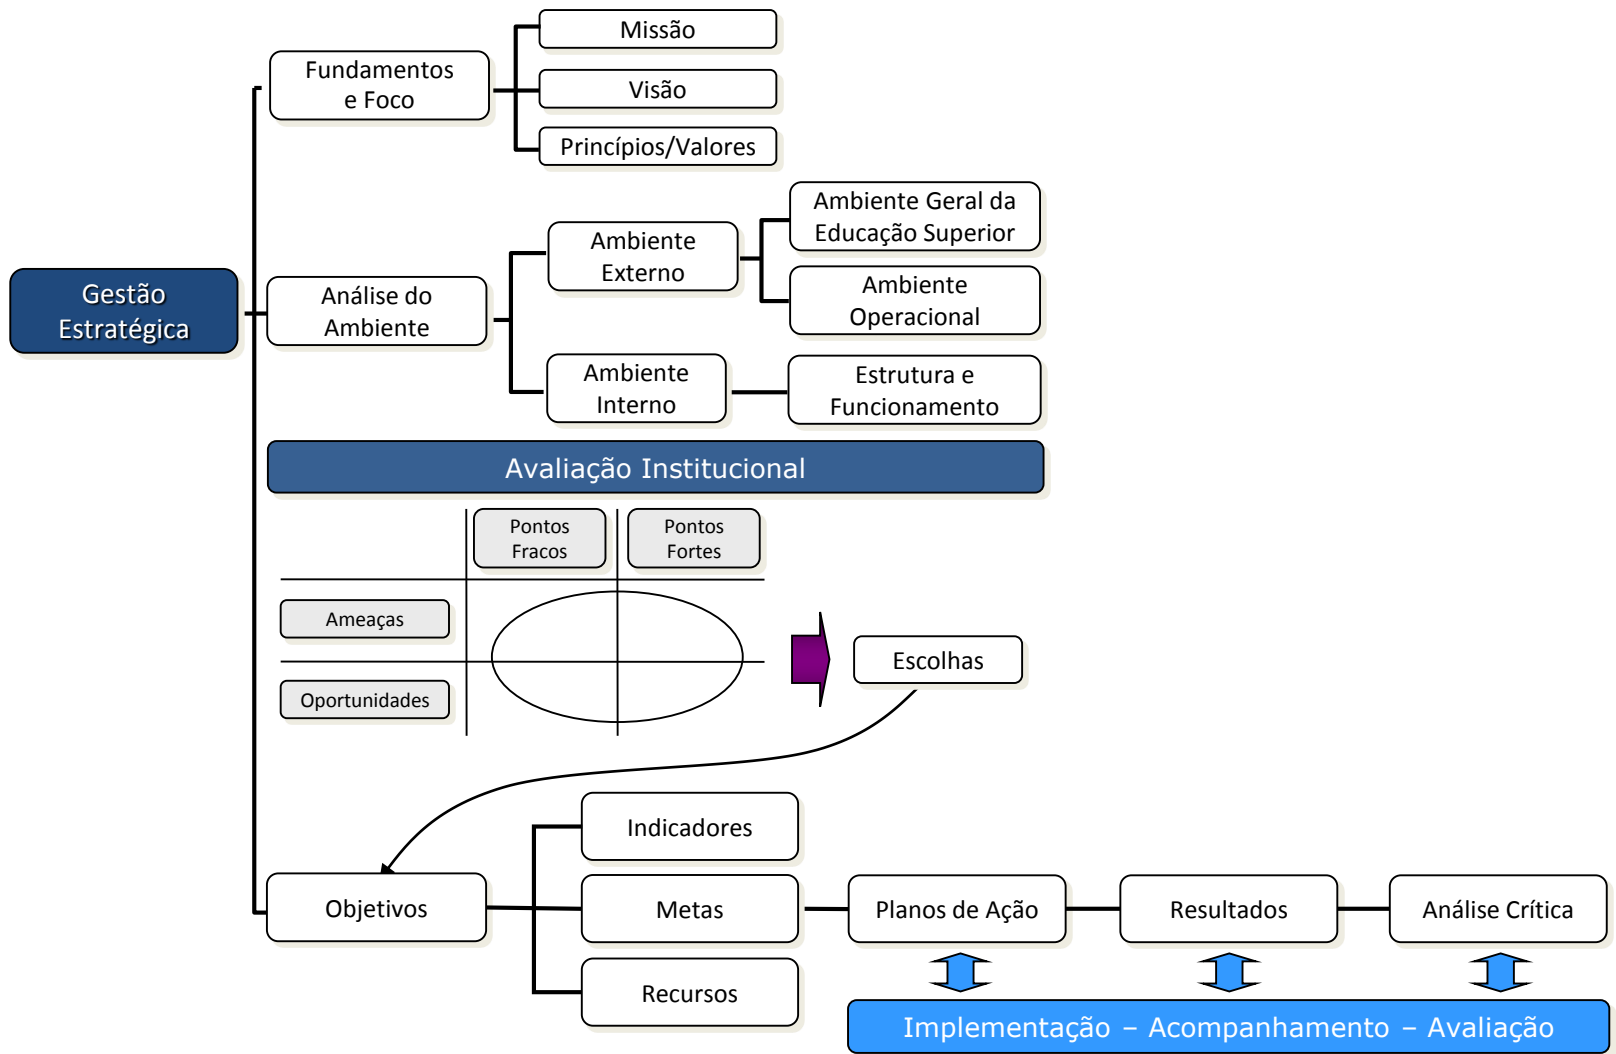 Missão
Fundamentos
e Foco
Visão
Princípios/Valores
Ambiente Geral da
Educação Superior
Ambiente
Externo
Ambiente
Operacional
Gestão
Estratégica
Análise do
Ambiente
Ambiente
Interno
Estrutura e
Funcionamento
Avaliação Institucional
Pontos
Fracos
Pontos
Fortes
Ameaças
Escolhas
Oportunidades
Indicadores
Objetivos
Metas
Planos de Ação
Resultados
Análise Crítica
Recursos
Implementação – Acompanhamento – Avaliação